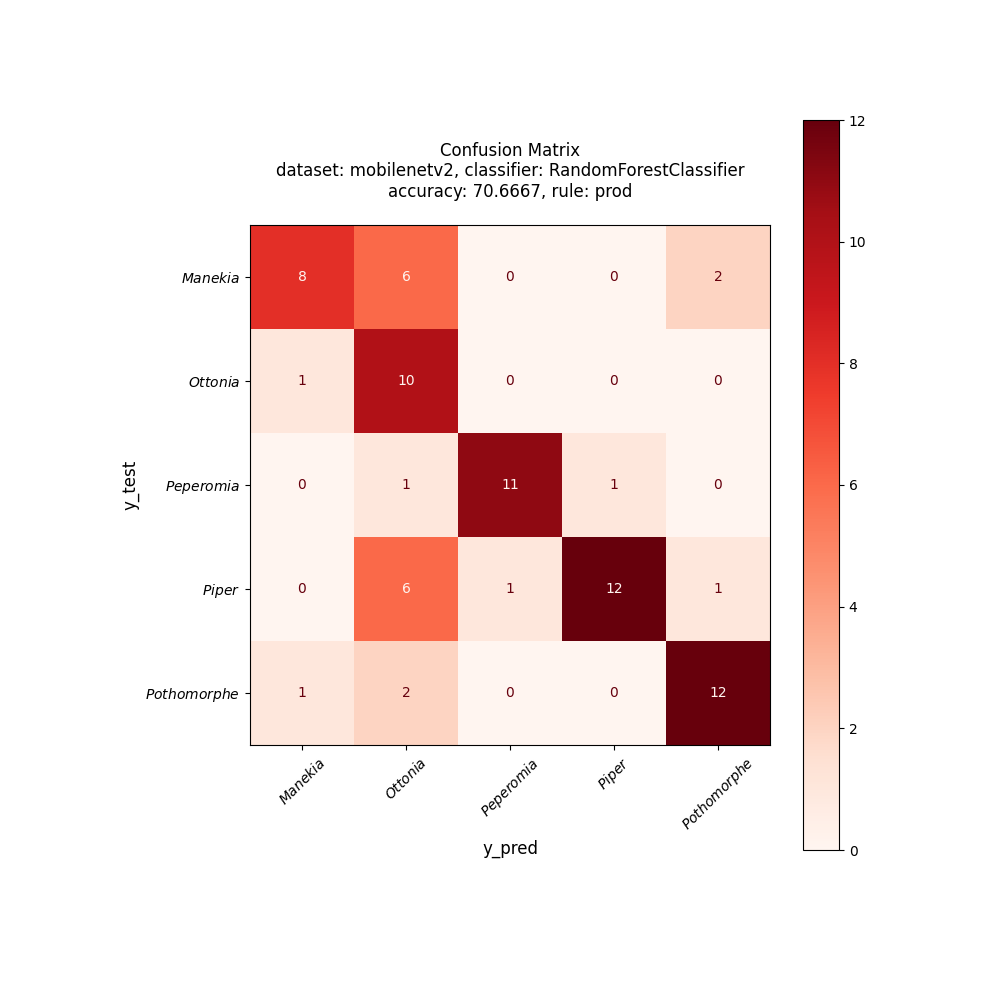 Confusion Matrix
dataset: mobilenetv2, classifier: RandomForestClassifier
accuracy: 70.6667, rule: prod
y_test
Manekia 8 6 0 0 2
Ottonia 1 10 0 0 0
Peperomia 0 1 11 1 0
Piper 0 6 1 12 1
Pothomorphe 1 2 0 0 12
Manekia Ottonia Peperomia Piper Pothomorphe
y_pred
12
10
8
6
4
2
0